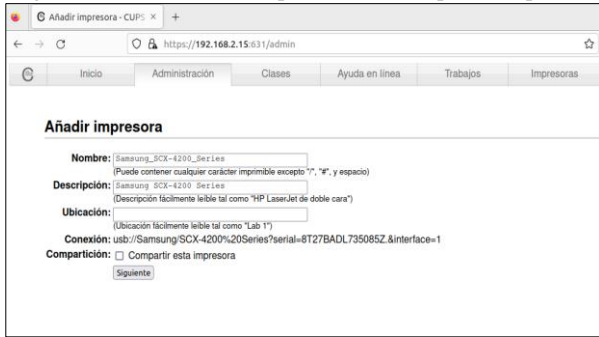 Añadir impresora - CUPS
https://192.168.2.15:631/admin
Inicio Administración Clases Ayuda en línea Trabajos Impresoras
Añadir impresora
Nombre: Samsung_SCX-4200_Series
(Puede contener cualquier carácter imprimible excepto "/", "#", y espacio)
Descripción: Samsung SCX-4200 Series
(Descripción fácilmente leíble tal como "HP LaserJet de doble cara")
Ubicación:
(Ubicación fácilmente leíble tal como "Lab 1")
Conexión: usb://Samsung/SCX-4200%20Series?serial=8T27BADL735085Z.&interface=1
Compartición: Compartir esta impresora
Siguiente